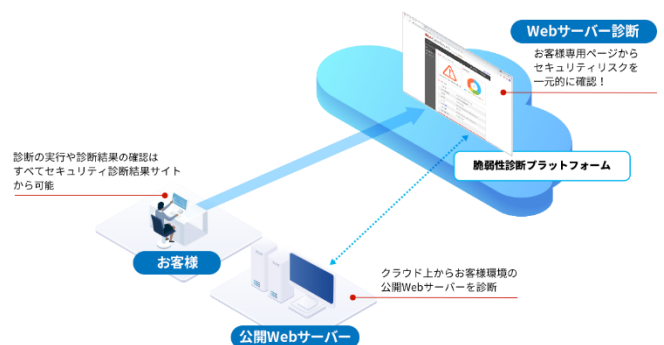 Webサーバー診断
お客様専用ページから
セキュリティリスクを
一元的に確認！
脆弱性診断プラットフォーム
診断の実行や診断結果の確認は
すべてセキュリティ診断結果サイト
から可能
お客様
クラウド上からお客様環境の
公開Webサーバーを診断
公開Webサーバー